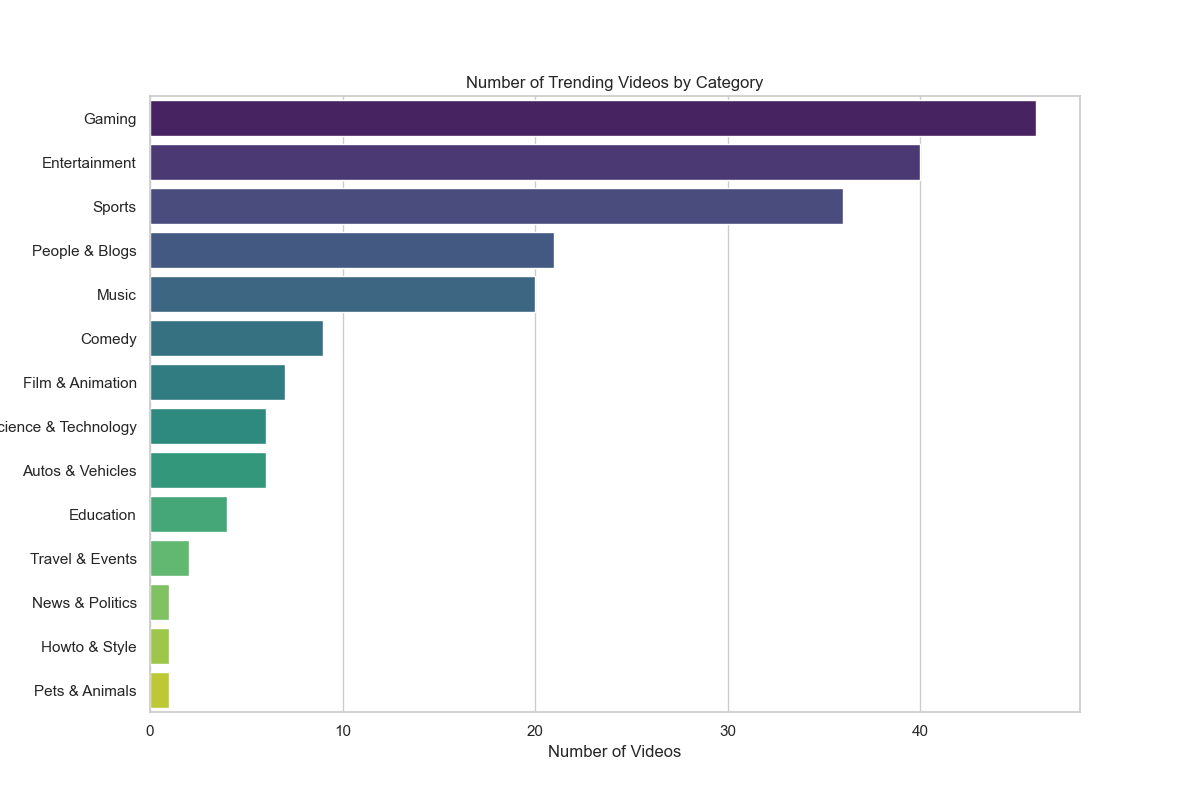 Number of Trending Videos by Category
Gaming
Entertainment
Sports
People & Blogs
Music
Comedy
Film & Animation
cience & Technology
Autos & Vehicles
Education
Travel & Events
News & Politics
Howto & Style
Pets & Animals
0 10 20 30 40
Number of Videos